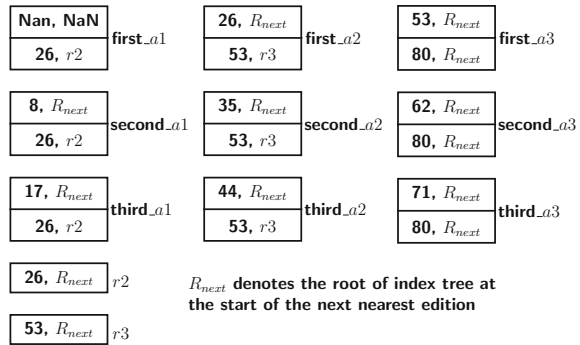 Nan, NaN
26, r2
first_a1
26, R_next
53, r3
first_a2
53, R_next
80, R_next
first_a3
8, R_next
26, r2
second_a1
35, R_next
53, r3
second_a2
62, R_next
80, R_next
second_a3
17, R_next
26, r2
third_a1
44, R_next
53, r3
third_a2
71, R_next
80, R_next
third_a3
26, R_next r2
53, R_next r3
R_next denotes the root of index tree at
the start of the next nearest edition